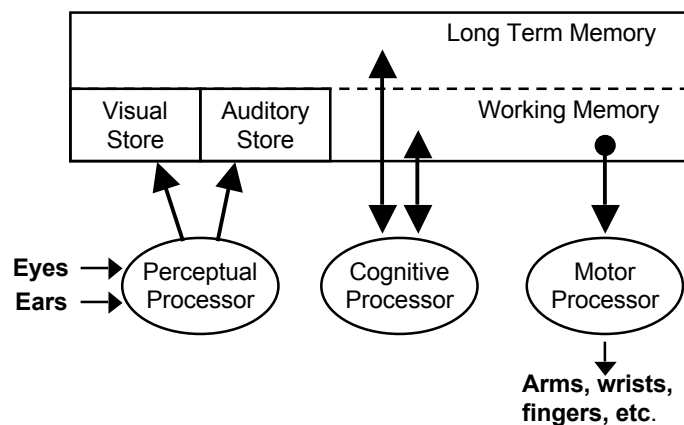 Long Term Memory
Visual
Store
Auditory
Store
Working Memory
Eyes
Ears
Perceptual
Processor
Cognitive
Processor
Motor
Processor
Arms, wrists,
fingers, etc.